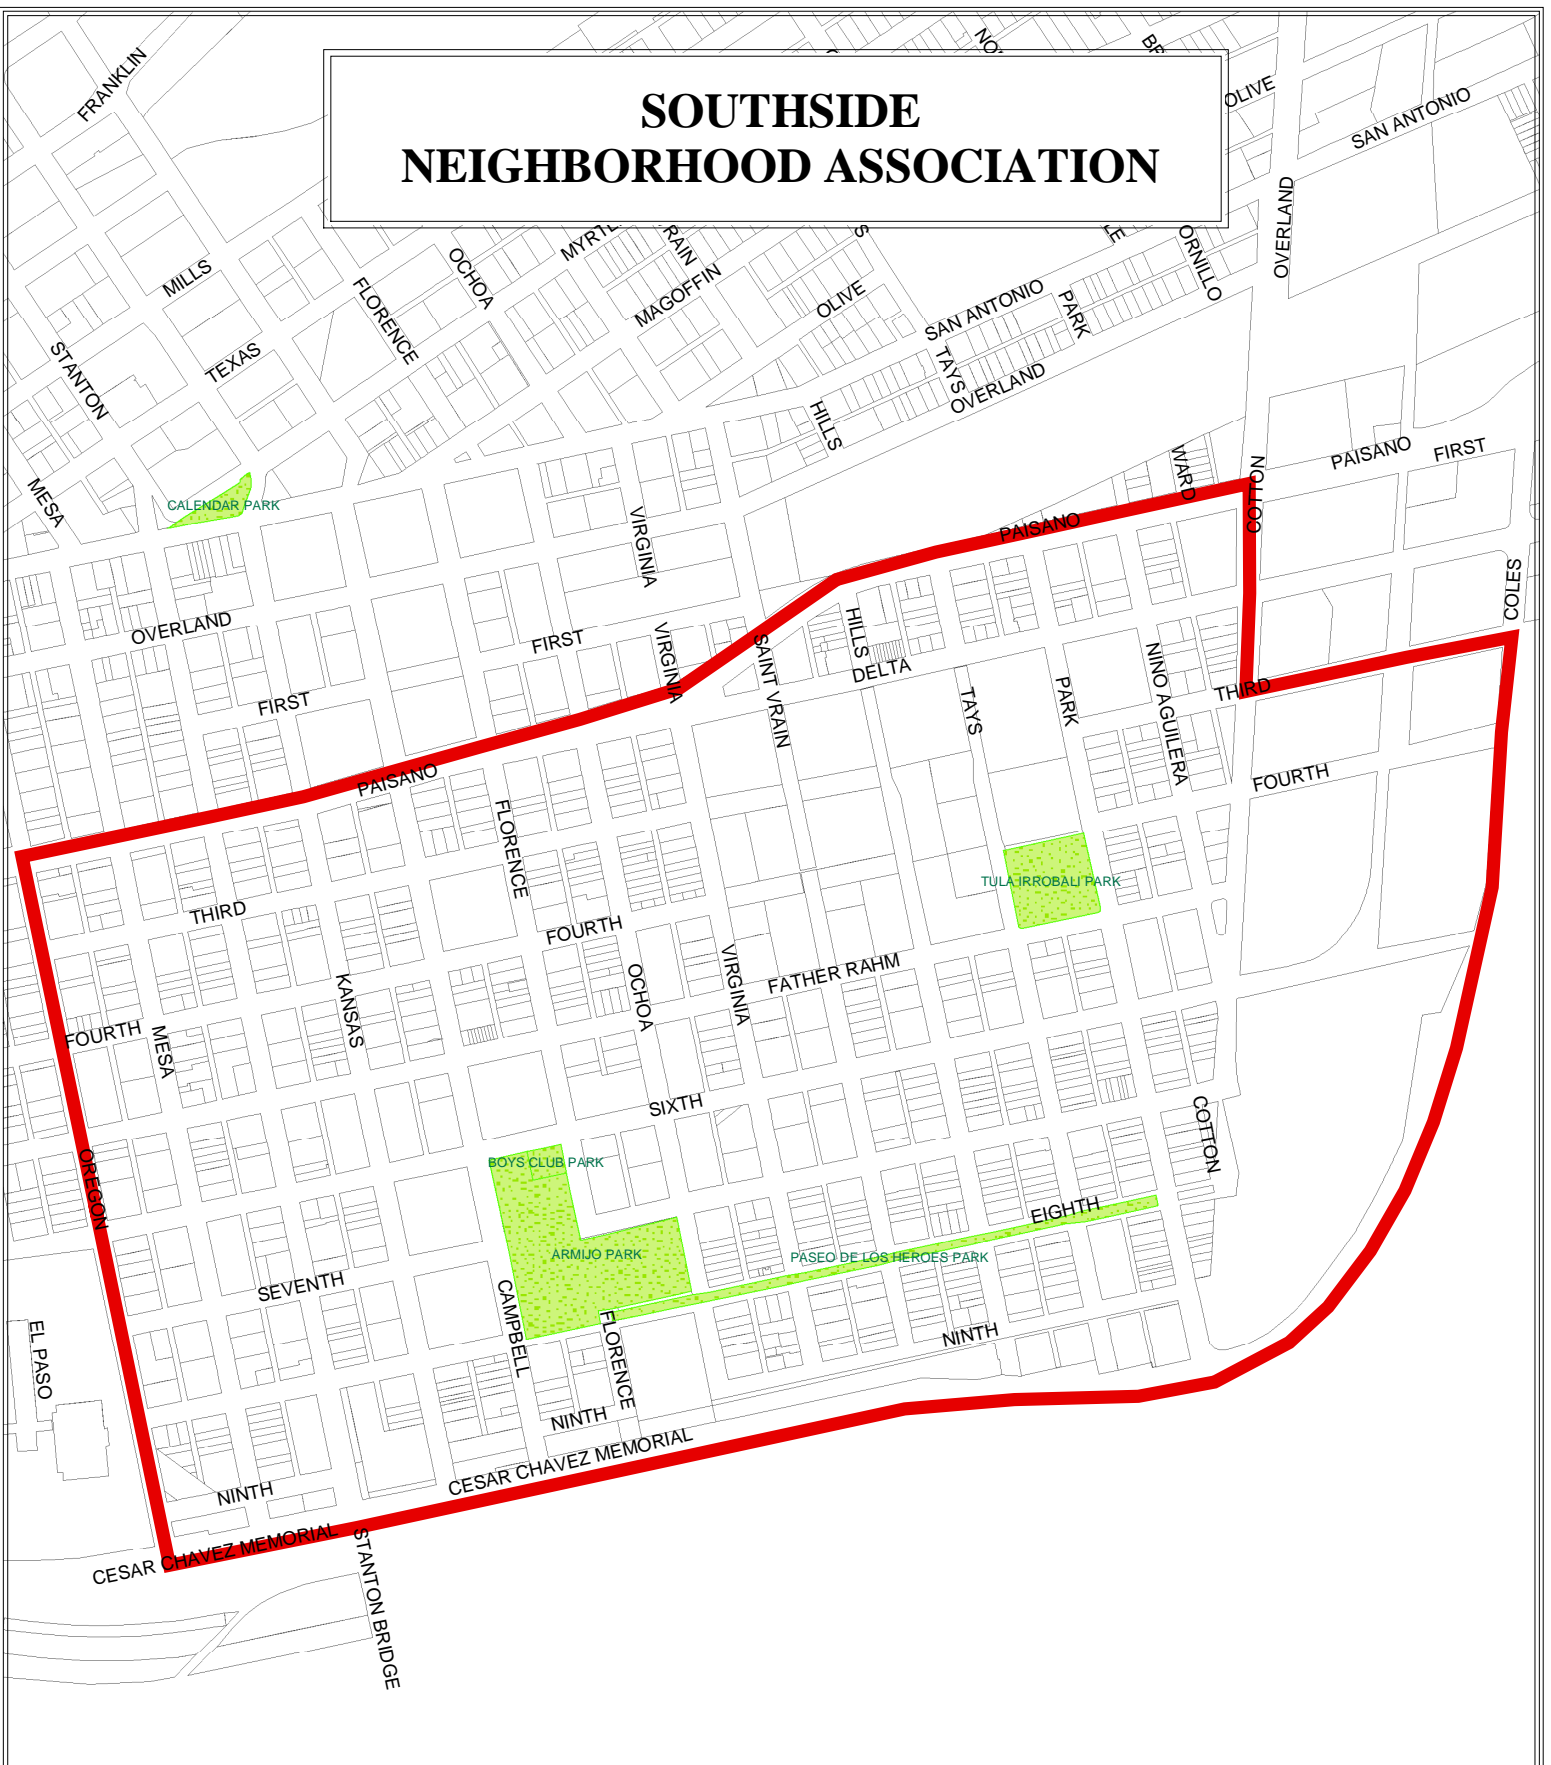 SOUTHSIDE
NEIGHBORHOOD ASSOCIATION
FRANKLIN
OLIVE
SAN ANTONIO
OVERLAND
MILLS
FLORENCE
OCHOA
MAGOFFIN
OLIVE
SAN ANTONIO
PARK
STANTON
TEXAS
S TAYS
OVERLAND
HILLS
MESA
CALENDAR PARK
VIRGINIA
WARD
COTTON
PAISANO
FIRST
PAISANO
COLES
OVERLAND
FIRST
VIRGINIA
SAINT VRAIN
HILLS
DELTA
FIRST
TAYS
PARK
NINO AGUILERA
THIRD
PAISANO
FLORENCE
FOURTH
TULA IRROBALI PARK
THIRD
FOURTH
KANSAS
OCHOA
VIRGINIA
FATHER RAHM
FOURTH
MESA
SIXTH
COTTON
OREGON
BOYS CLUB PARK
EIGHTH
ARMIJO PARK
PASEO DE LOS HEROES PARK
SEVENTH
CAMPBELL
FLORENCE
NINTH
EL PASO
NINTH
CESAR CHAVEZ MEMORIAL
NINTH
CESAR CHAVEZ MEMORIAL
STANTON BRIDGE